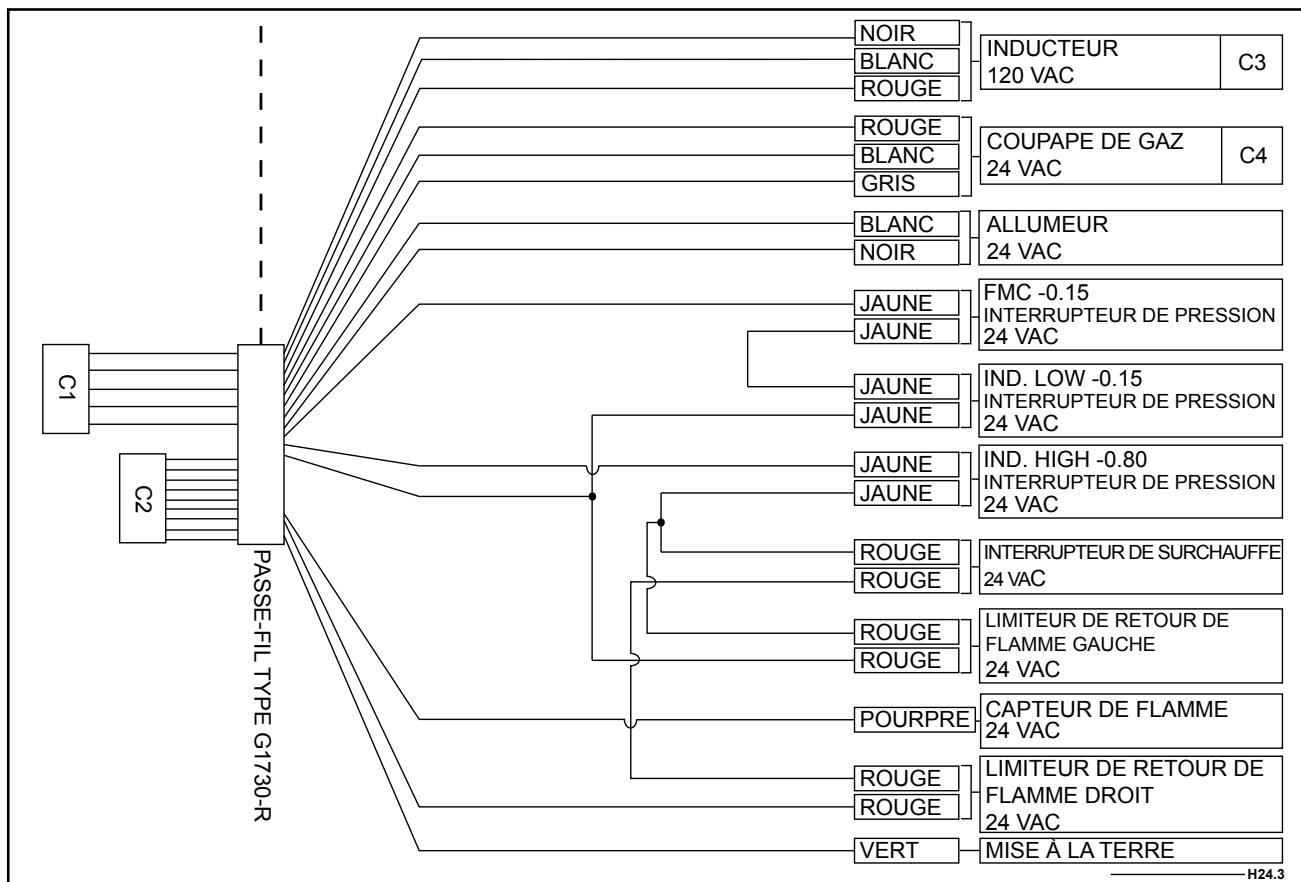 NOIR
BLANC
ROUGE
INDUCTEUR
120 VAC
C3
ROUGE
BLANC
GRIS
COUPAPE DE GAZ
24 VAC
C4
BLANC
NOIR
ALLUMEUR
24 VAC
JAUNE
JAUNE
FMC -0.15
INTERRUPTEUR DE PRESSION
24 VAC
JAUNE
JAUNE
IND. LOW -0.15
INTERRUPTEUR DE PRESSION
24 VAC
JAUNE
JAUNE
IND. HIGH -0.80
INTERRUPTEUR DE PRESSION
24 VAC
ROUGE
ROUGE
INTERRUPTEUR DE SURCHAUFFE
24 VAC
ROUGE
ROUGE
LIMITEUR DE RETOUR DE
FLAMME GAUCHE
24 VAC
POURPRE
CAPTEUR DE FLAMME
24 VAC
ROUGE
ROUGE
LIMITEUR DE RETOUR DE
FLAMME DROIT
24 VAC
VERT
MISE À LA TERRE
C1
C2
PASSE-FIL TYPE G1730-R
H24.3